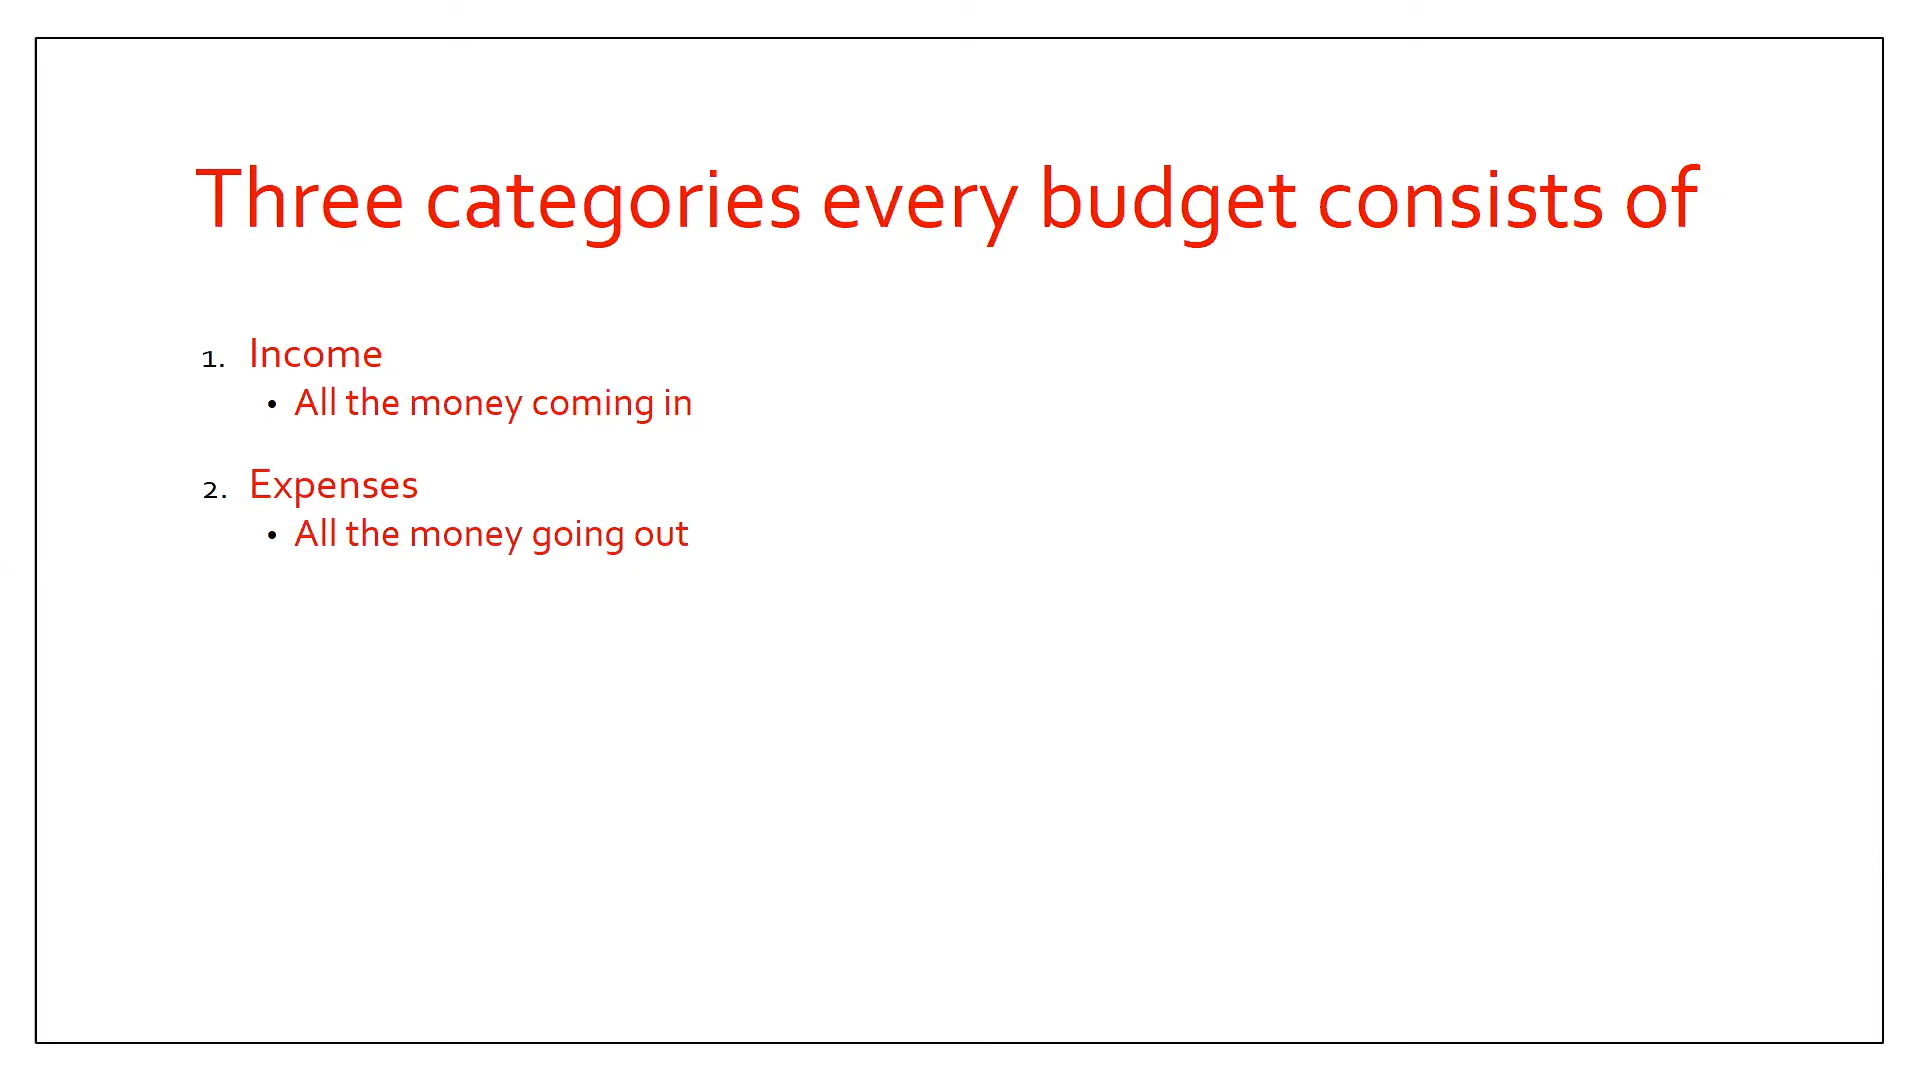 Three categories every budget consists of
1. Income
• All the money coming in
2. Expenses
• All the money going out